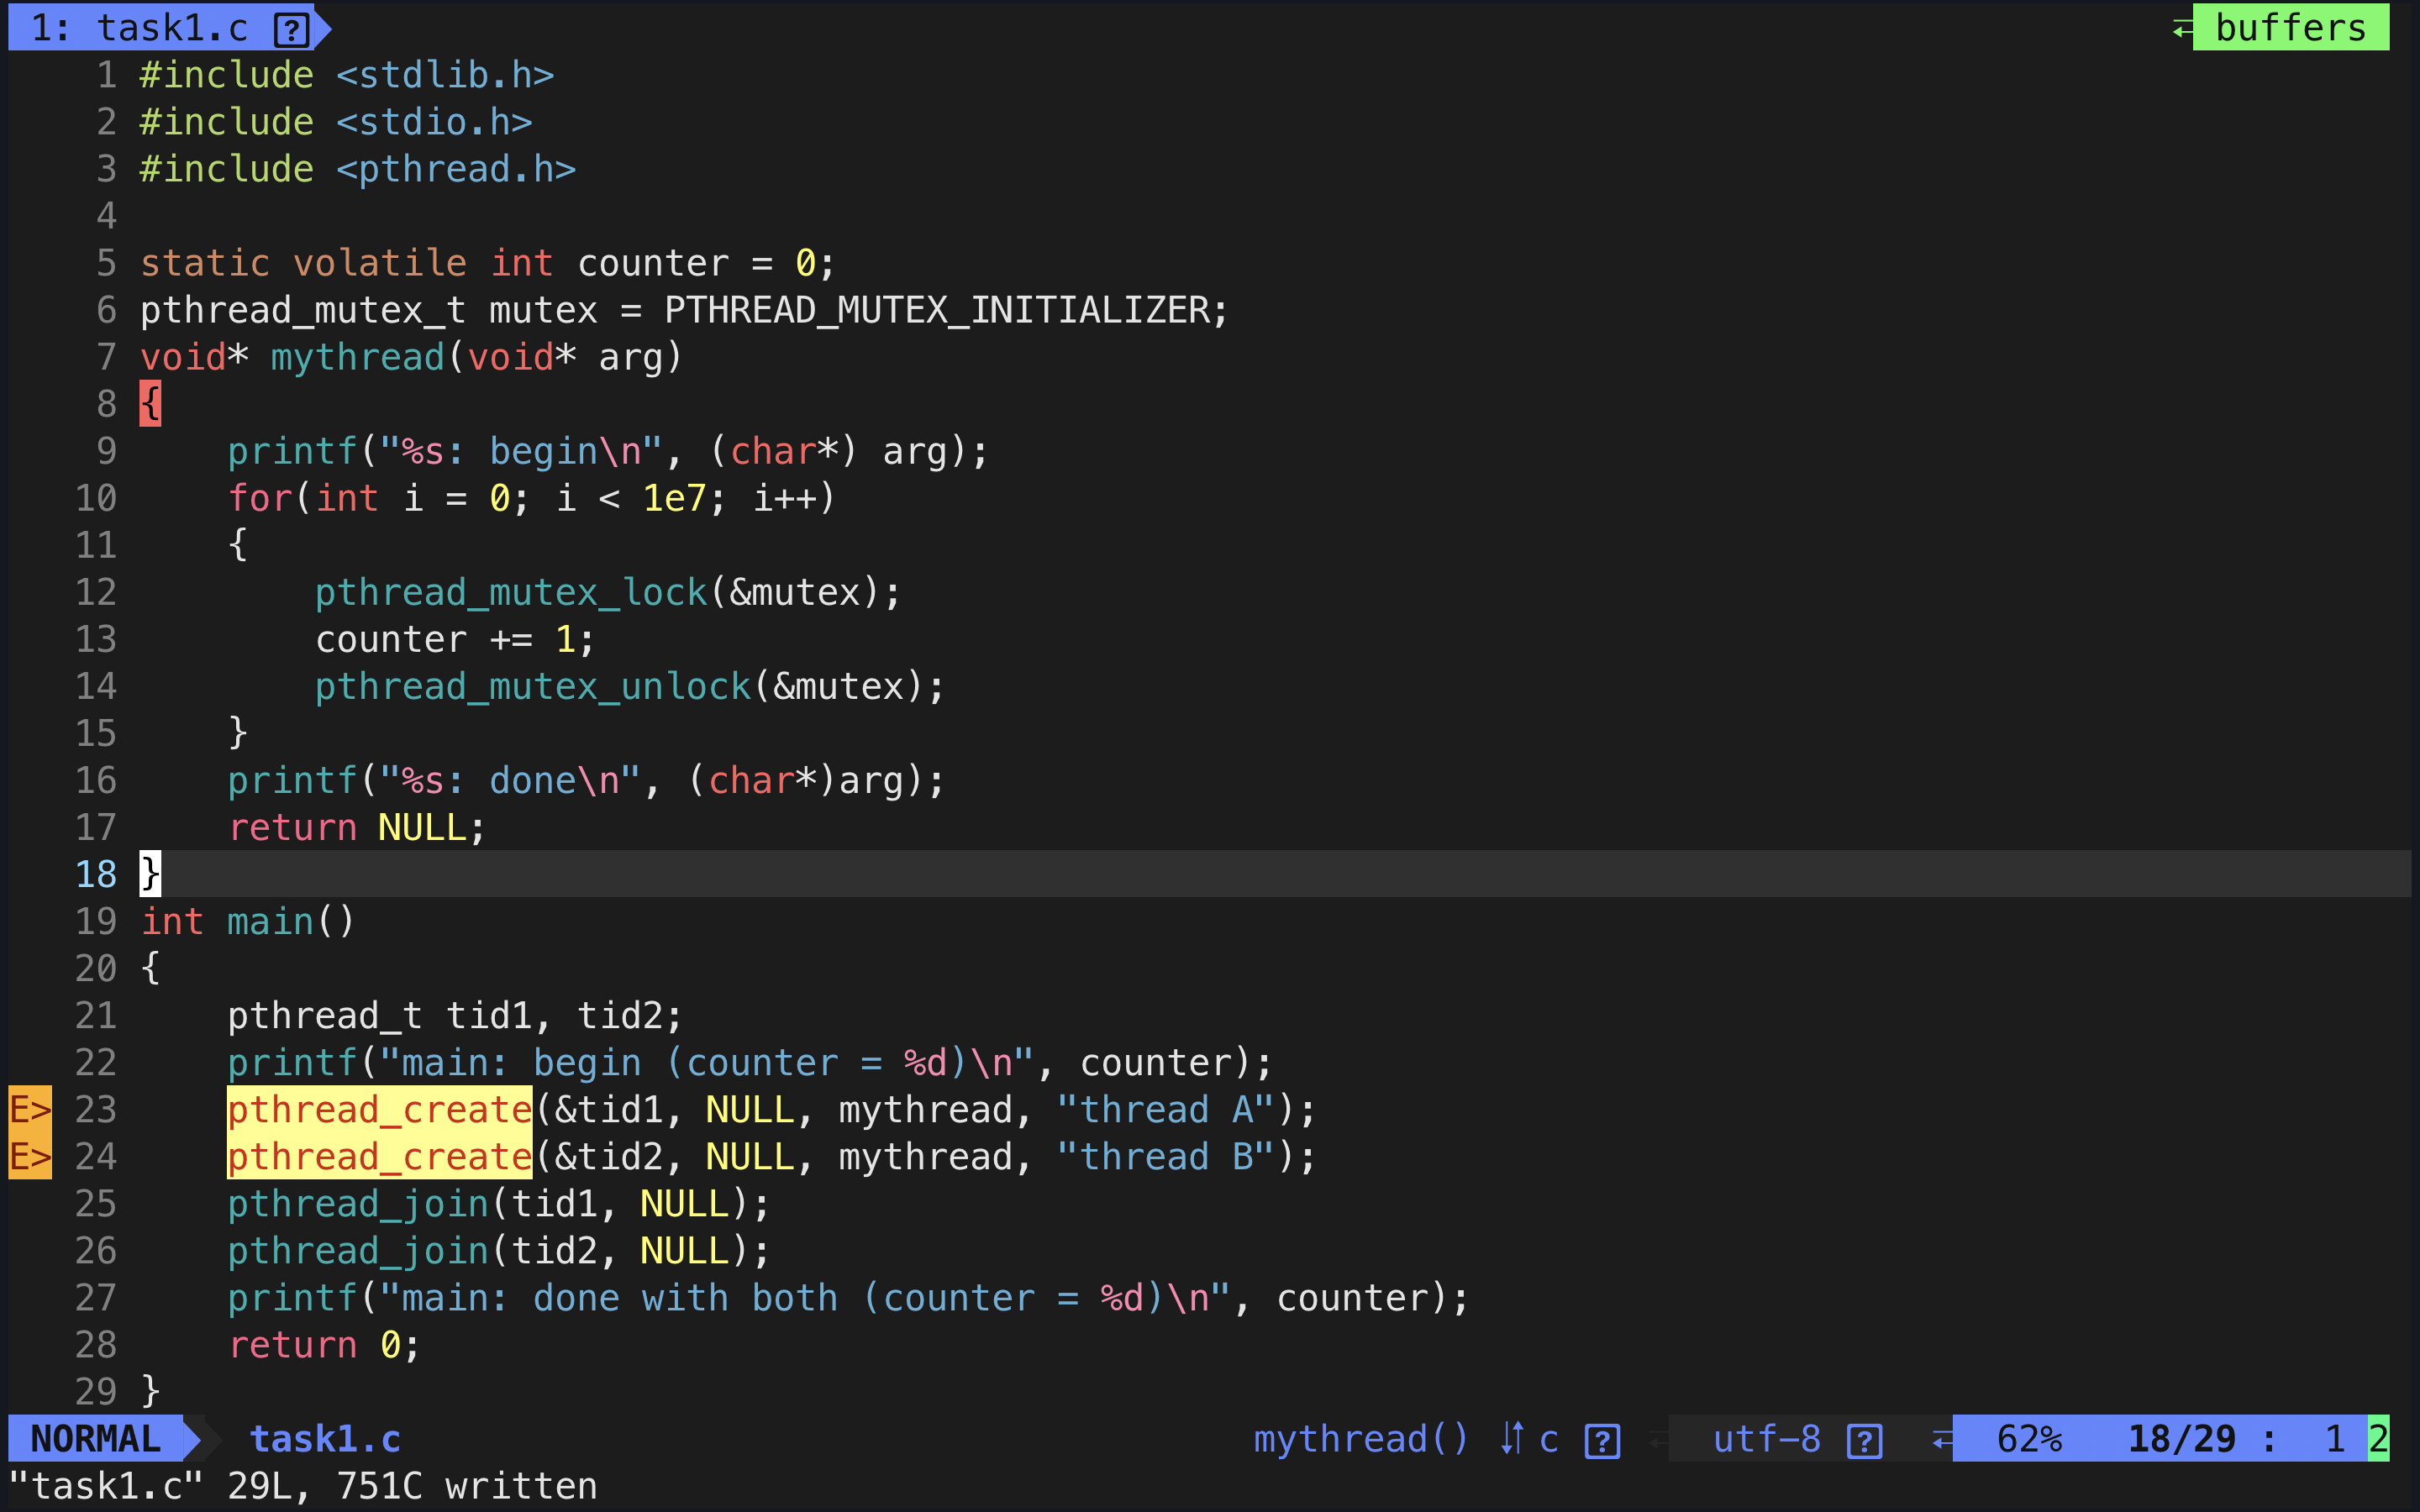 1: task1.c buffers
1 #include <stdlib.h>
2 #include <stdio.h>
3 #include <pthread.h>
4
5 static volatile int counter = 0;
6 pthread_mutex_t mutex = PTHREAD_MUTEX_INITIALIZER;
7 void* mythread(void* arg)
8 {
9     printf("%s: begin\n", (char*) arg);
10     for(int i = 0; i < 1e7; i++)
11     {
12         pthread_mutex_lock(&mutex);
13         counter += 1;
14         pthread_mutex_unlock(&mutex);
15     }
16     printf("%s: done\n", (char*)arg);
17     return NULL;
18 }
19 int main()
20 {
21     pthread_t tid1, tid2;
22     printf("main: begin (counter = %d)\n", counter);
E> 23     pthread_create(&tid1, NULL, mythread, "thread A");
E> 24     pthread_create(&tid2, NULL, mythread, "thread B");
25     pthread_join(tid1, NULL);
26     pthread_join(tid2, NULL);
27     printf("main: done with both (counter = %d)\n", counter);
28     return 0;
29 }
NORMAL task1.c mythread() c utf-8 62% 18/29 : 1 2
"task1.c" 29L, 751C written